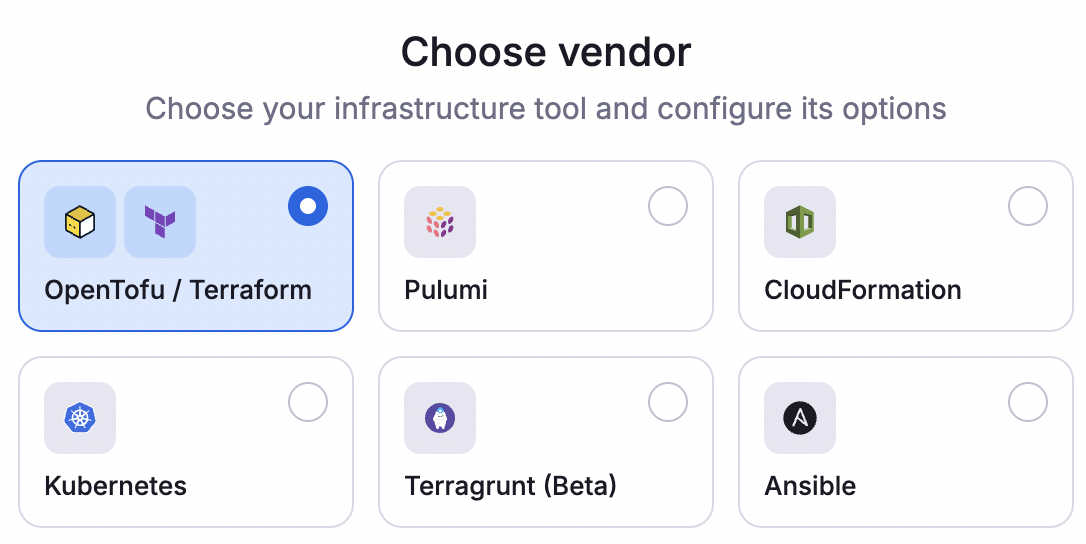 Choose vendor
Choose your infrastructure tool and configure its options
OpenTofu / Terraform
Pulumi
CloudFormation
Kubernetes
Terragrunt (Beta)
Ansible